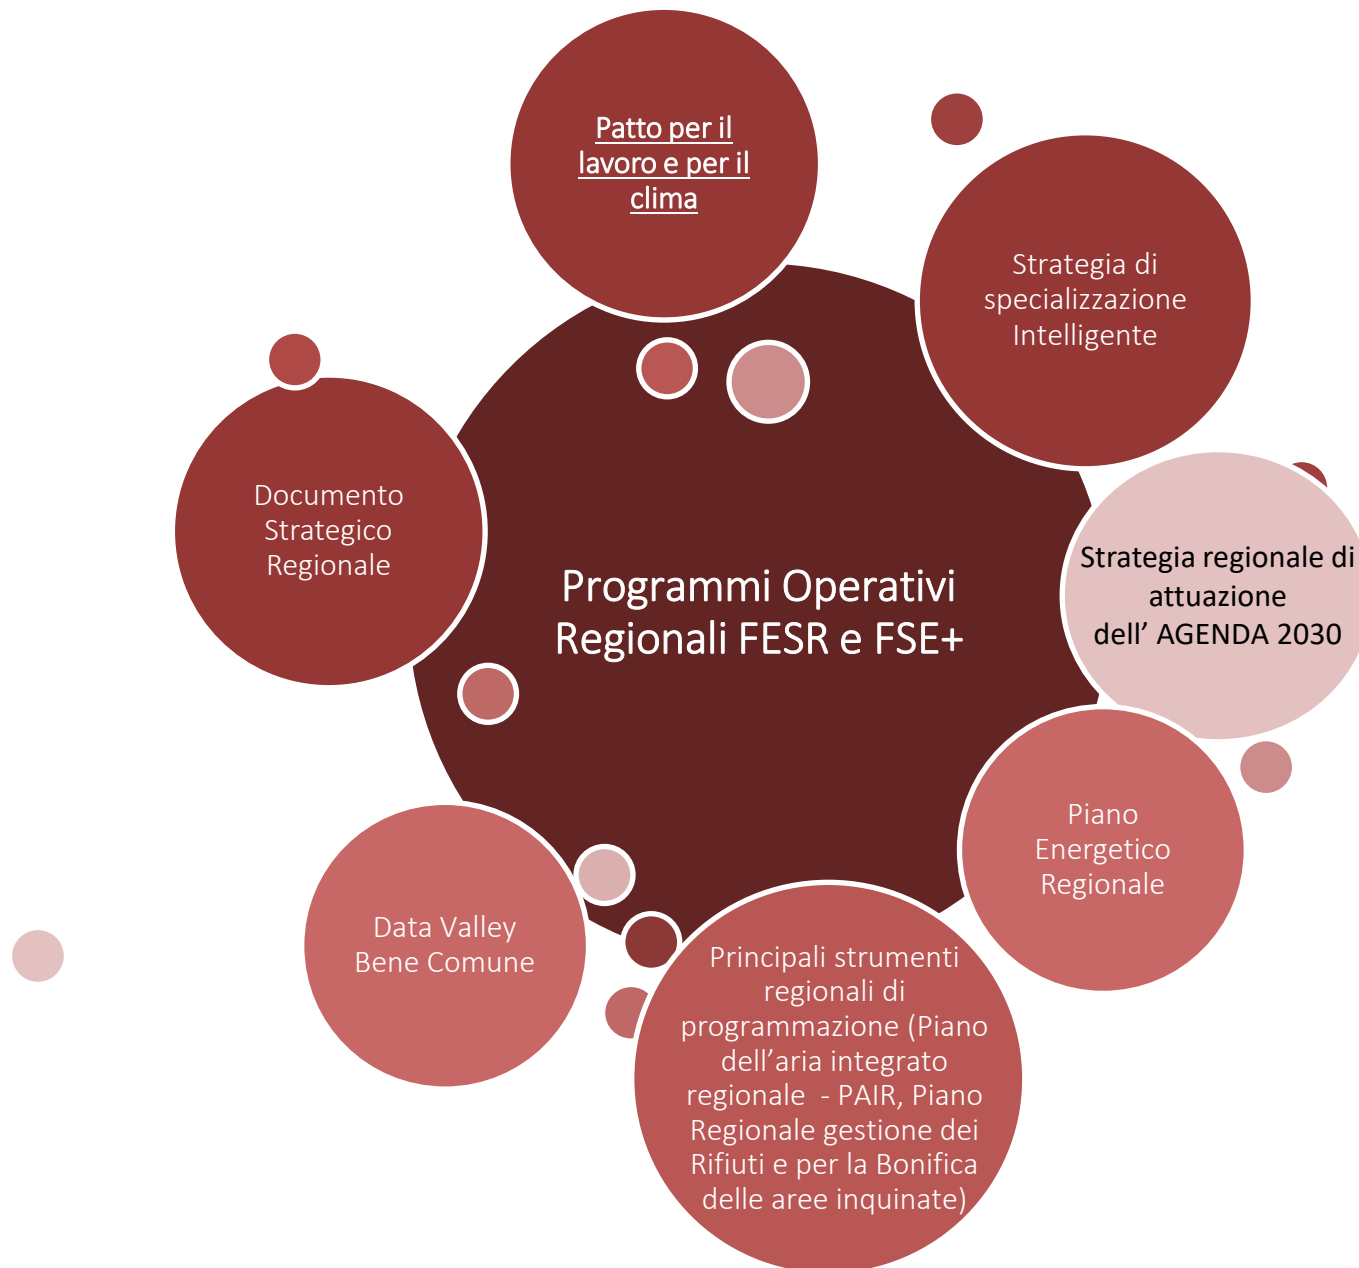 Patto per il
lavoro e per il
clima
Strategia di
specializzazione
Intelligente
Documento
Strategico
Regionale
Programmi Operativi
Regionali FESR e FSE+
Strategia regionale di
attuazione
dell’ AGENDA 2030
Piano
Energetico
Regionale
Data Valley
Bene Comune
Principali strumenti
regionali di
programmazione (Piano
dell’aria integrato
regionale  - PAIR, Piano
Regionale gestione dei
Rifiuti e per la Bonifica
delle aree inquinate)